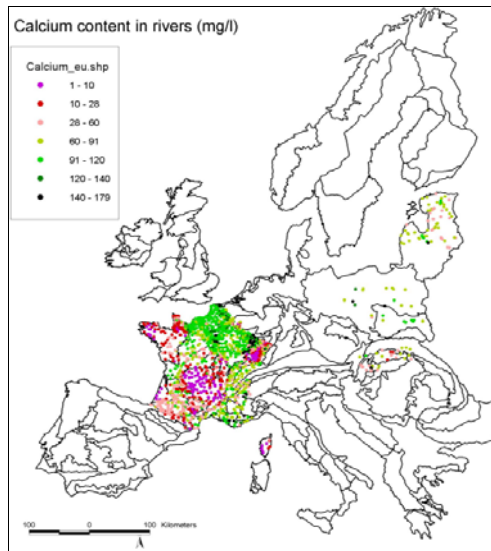 Calcium content in rivers (mg/l)
Calcium_eu.shp
1 - 10
10 - 28
28 - 60
60 - 91
91 - 120
120 - 140
140 - 179
100 0 100 Kilometers